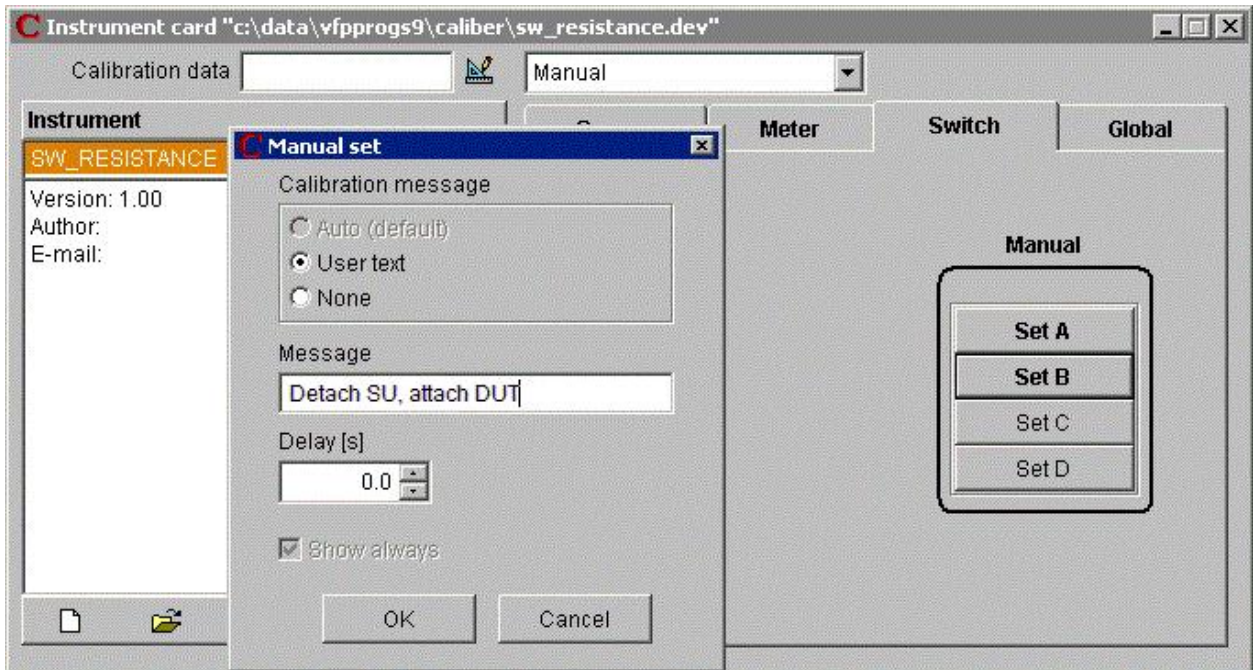 Instrument card "c:\data\vfpprogs9\caliber\sw_resistance.dev"
Calibration data
Manual
Instrument
Meter
Switch
Global
SW_RESISTANCE
Version: 1.00
Author:
E-mail:
Manual set
Calibration message
Auto (default)
User text
None
Message
Detach SU, attach DUT
Delay [s]
0.0
Show always
OK
Cancel
Manual
Set A
Set B
Set C
Set D